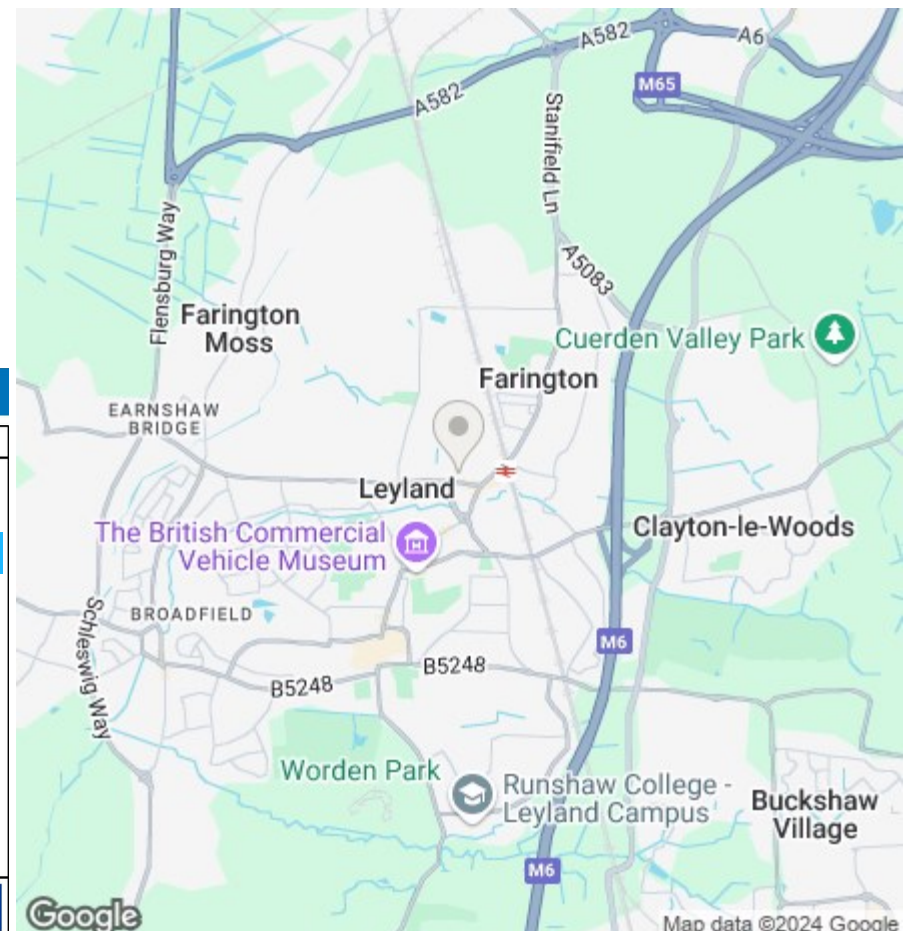 A582
A6
M65
A582
Stanifield Ln
Flensburg Way
A5083
Farington
Moss
Cuerden Valley Park
Farington
EARNSHAW
BRIDGE
Leyland
The British Commercial
Vehicle Museum
Clayton-le-Woods
BROADFIELD
Schleswig Way
M6
B5248
B5248
Worden Park
Runshaw College -
Leyland Campus
Buckshaw
Village
M6
Google
Map data ©2024 Google